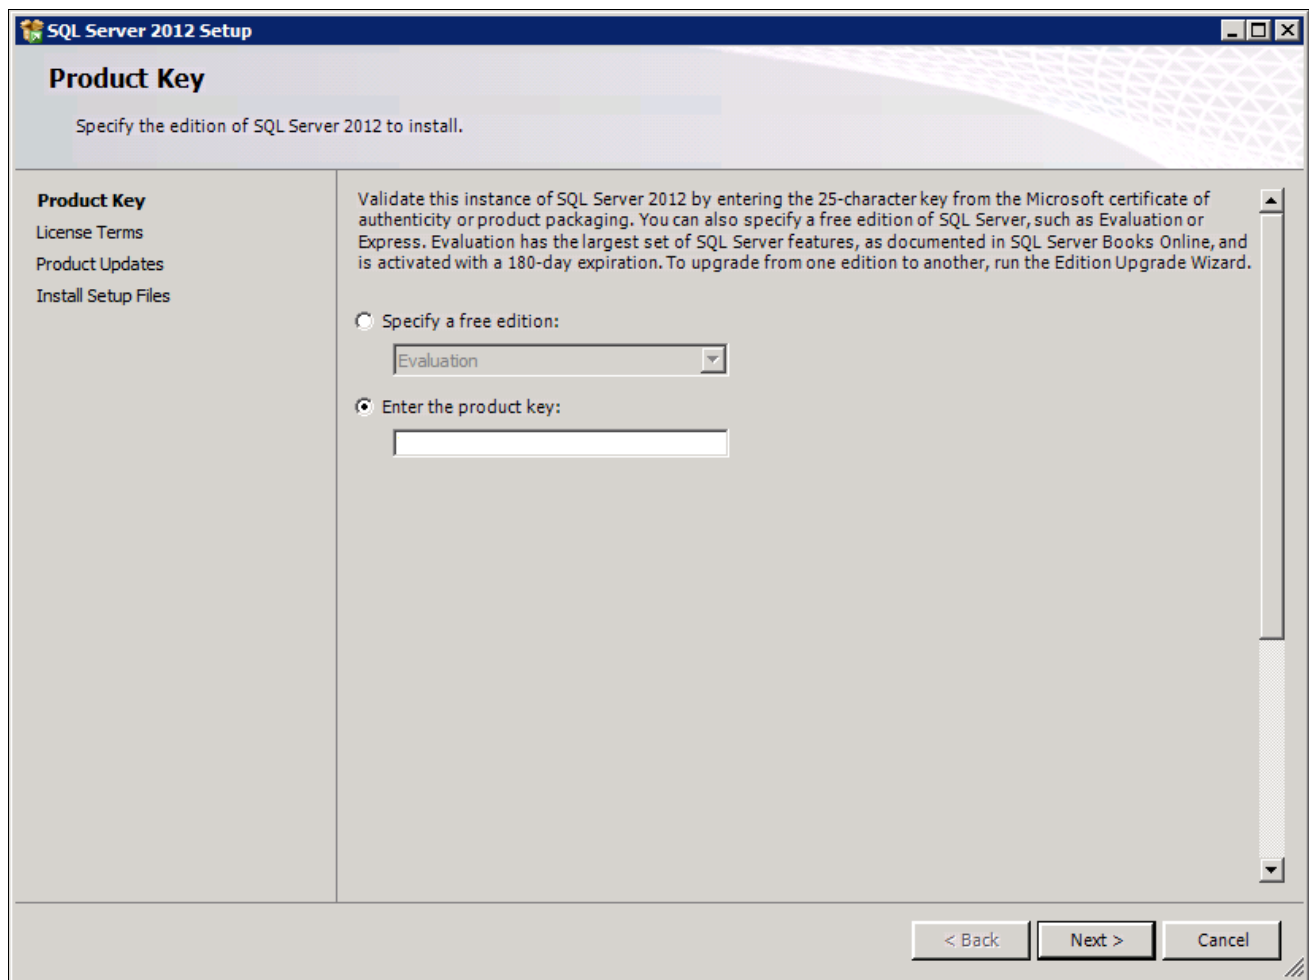 SQL Server 2012 Setup
Product Key
Specify the edition of SQL Server 2012 to install.
Product Key
License Terms
Product Updates
Install Setup Files
Validate this instance of SQL Server 2012 by entering the 25-character key from the Microsoft certificate of
authenticity or product packaging. You can also specify a free edition of SQL Server, such as Evaluation or
Express. Evaluation has the largest set of SQL Server features, as documented in SQL Server Books Online, and
is activated with a 180-day expiration. To upgrade from one edition to another, run the Edition Upgrade Wizard.
Specify a free edition:
Evaluation
Enter the product key:
< Back
Next >
Cancel